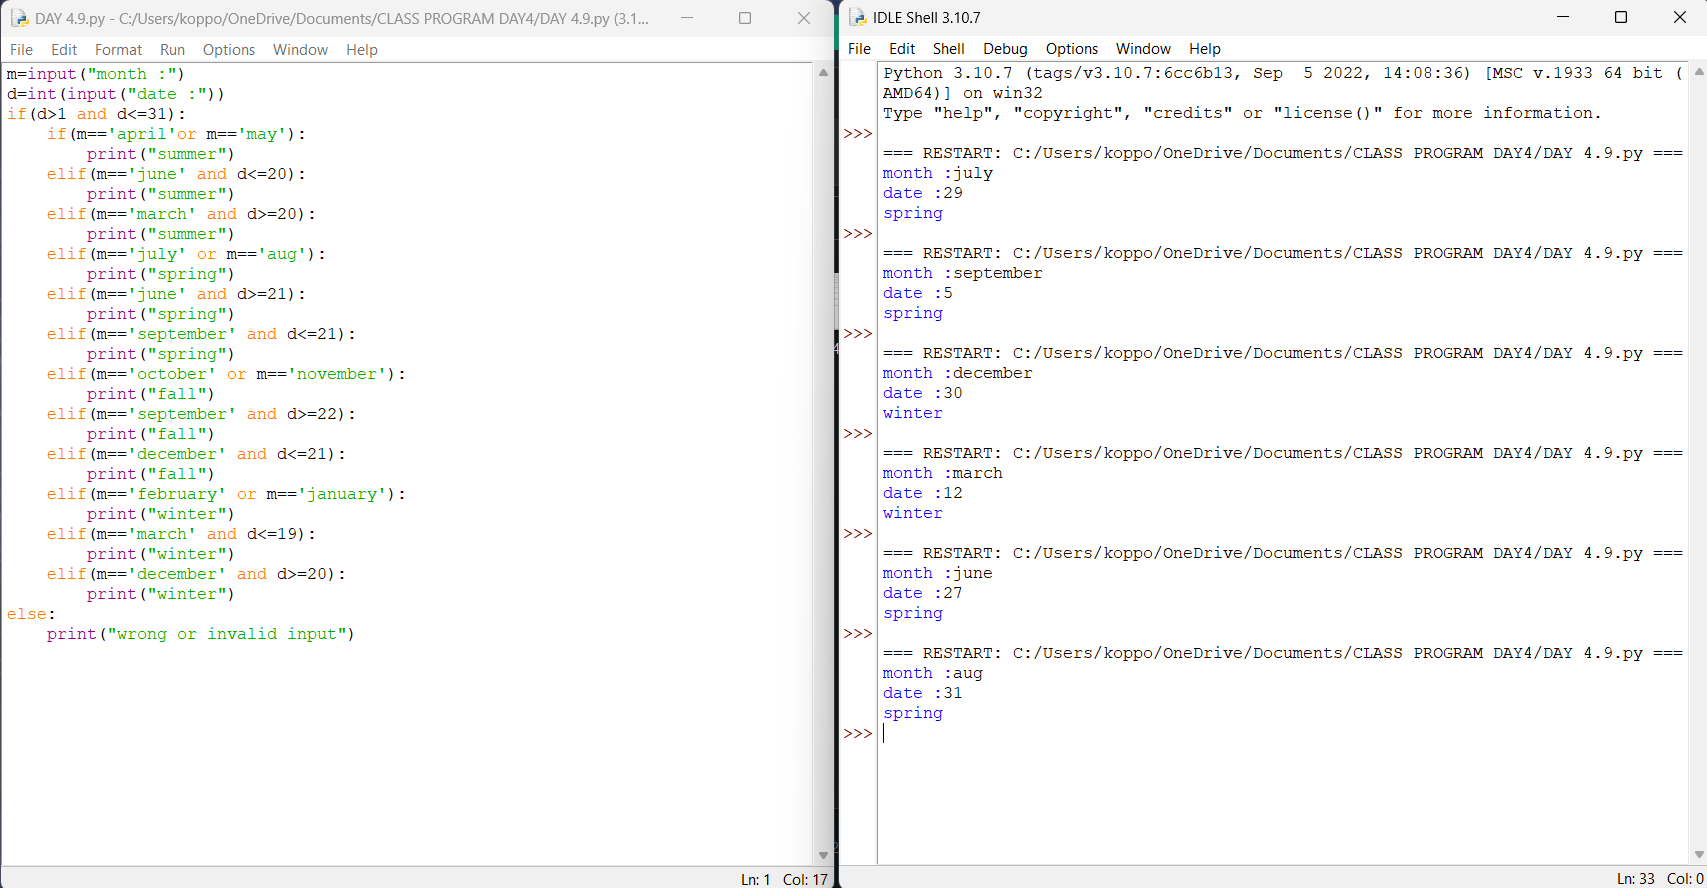 DAY 4.9.py - C:/Users/koppo/OneDrive/Documents/CLASS PROGRAM DAY4/DAY 4.9.py (3.1...
File Edit Format Run Options Window Help
m=input("month :")
d=int(input("date :"))
if(d>1 and d<=31):
    if(m=='april'or m=='may'):
        print("summer")
    elif(m=='june' and d<=20):
        print("summer")
    elif(m=='march' and d>=20):
        print("summer")
    elif(m=='july' or m=='aug'):
        print("spring")
    elif(m=='june' and d>=21):
        print("spring")
    elif(m=='september' and d<=21):
        print("spring")
    elif(m=='october' or m=='november'):
        print("fall")
    elif(m=='september' and d>=22):
        print("fall")
    elif(m=='december' and d<=21):
        print("fall")
    elif(m=='february' or m=='january'):
        print("winter")
    elif(m=='march' and d<=19):
        print("winter")
    elif(m=='december' and d>=20):
        print("winter")
else:
    print("wrong or invalid input")
Ln: 1 Col: 17
IDLE Shell 3.10.7
File Edit Shell Debug Options Window Help
Python 3.10.7 (tags/v3.10.7:6cc6b13, Sep  5 2022, 14:08:36) [MSC v.1933 64 bit (
AMD64)] on win32
Type "help", "copyright", "credits" or "license()" for more information.
>>>
=== RESTART: C:/Users/koppo/OneDrive/Documents/CLASS PROGRAM DAY4/DAY 4.9.py ===
month :july
date :29
spring
>>>
=== RESTART: C:/Users/koppo/OneDrive/Documents/CLASS PROGRAM DAY4/DAY 4.9.py ===
month :september
date :5
spring
>>>
=== RESTART: C:/Users/koppo/OneDrive/Documents/CLASS PROGRAM DAY4/DAY 4.9.py ===
month :december
date :30
winter
>>>
=== RESTART: C:/Users/koppo/OneDrive/Documents/CLASS PROGRAM DAY4/DAY 4.9.py ===
month :march
date :12
winter
>>>
=== RESTART: C:/Users/koppo/OneDrive/Documents/CLASS PROGRAM DAY4/DAY 4.9.py ===
month :june
date :27
spring
>>>
=== RESTART: C:/Users/koppo/OneDrive/Documents/CLASS PROGRAM DAY4/DAY 4.9.py ===
month :aug
date :31
spring
>>>
Ln: 33 Col: 0